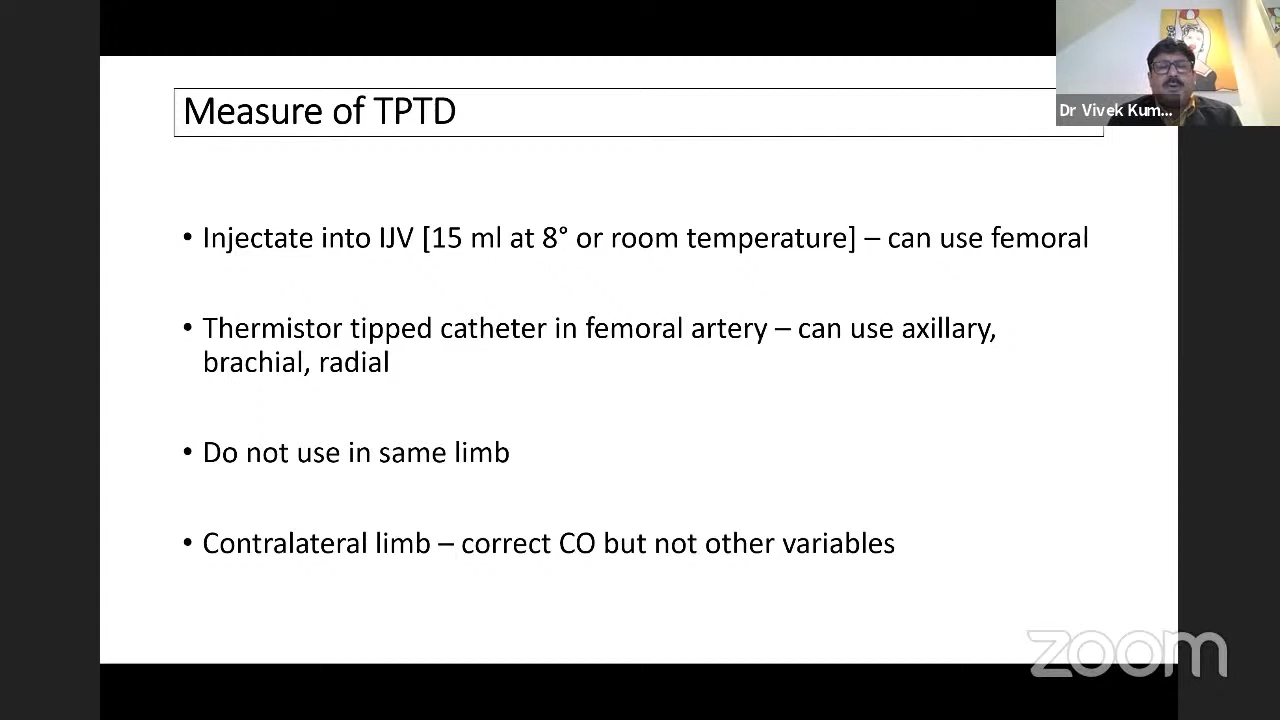 Measure of TPTD
Dr Vivek Kum...
• Injectate into IJV [15 ml at 8° or room temperature] – can use femoral
• Thermistor tipped catheter in femoral artery – can use axillary,
brachial, radial
• Do not use in same limb
• Contralateral limb – correct CO but not other variables
zoom